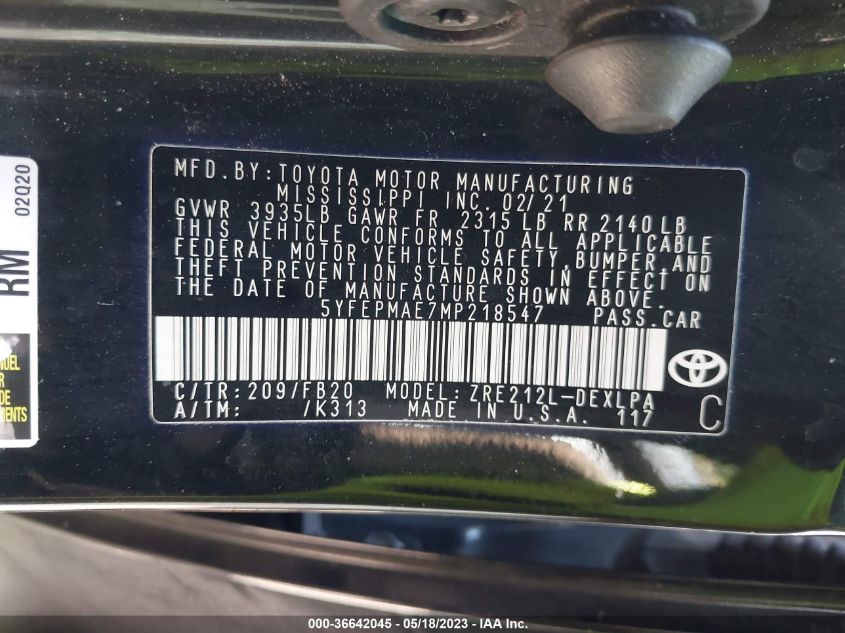 MFD.BY:TOYOTA MOTOR MANUFACTURING
MISSISSIPPI INC. 02/21
GVWR 3935LB GAWR FR 2315 LB RR 2140 LB
THIS VEHICLE CONFORMS TO ALL APPLICABLE
FEDERAL MOTOR VEHICLE SAFETY, BUMPER AND
THEFT PREVENTION STANDARDS IN EFFECT ON
THE DATE OF MANUFACTURE SHOWN ABOVE.
5YFEPMAE7MP218547 PASS.CAR
C/TR:209/FB20 MODEL:ZRE212L-DEXLPA
A/TM: /K313 MADE IN U.S.A. 117 C
RM
02Q20
DE
000-36642045 - 05/18/2023 - IAA Inc.